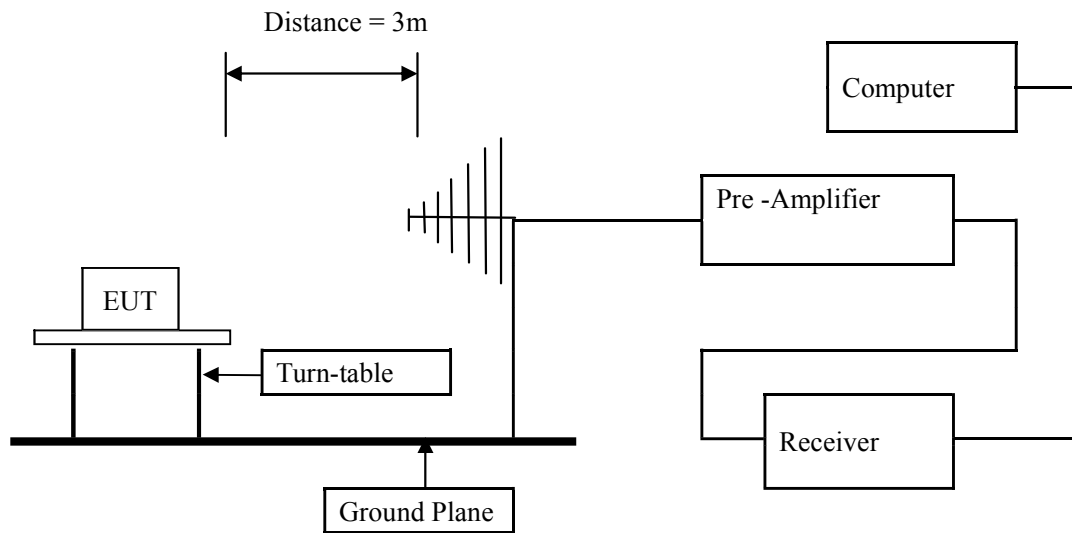 Distance = 3m
Computer
Pre -Amplifier
EUT
Turn-table
Receiver
Ground Plane